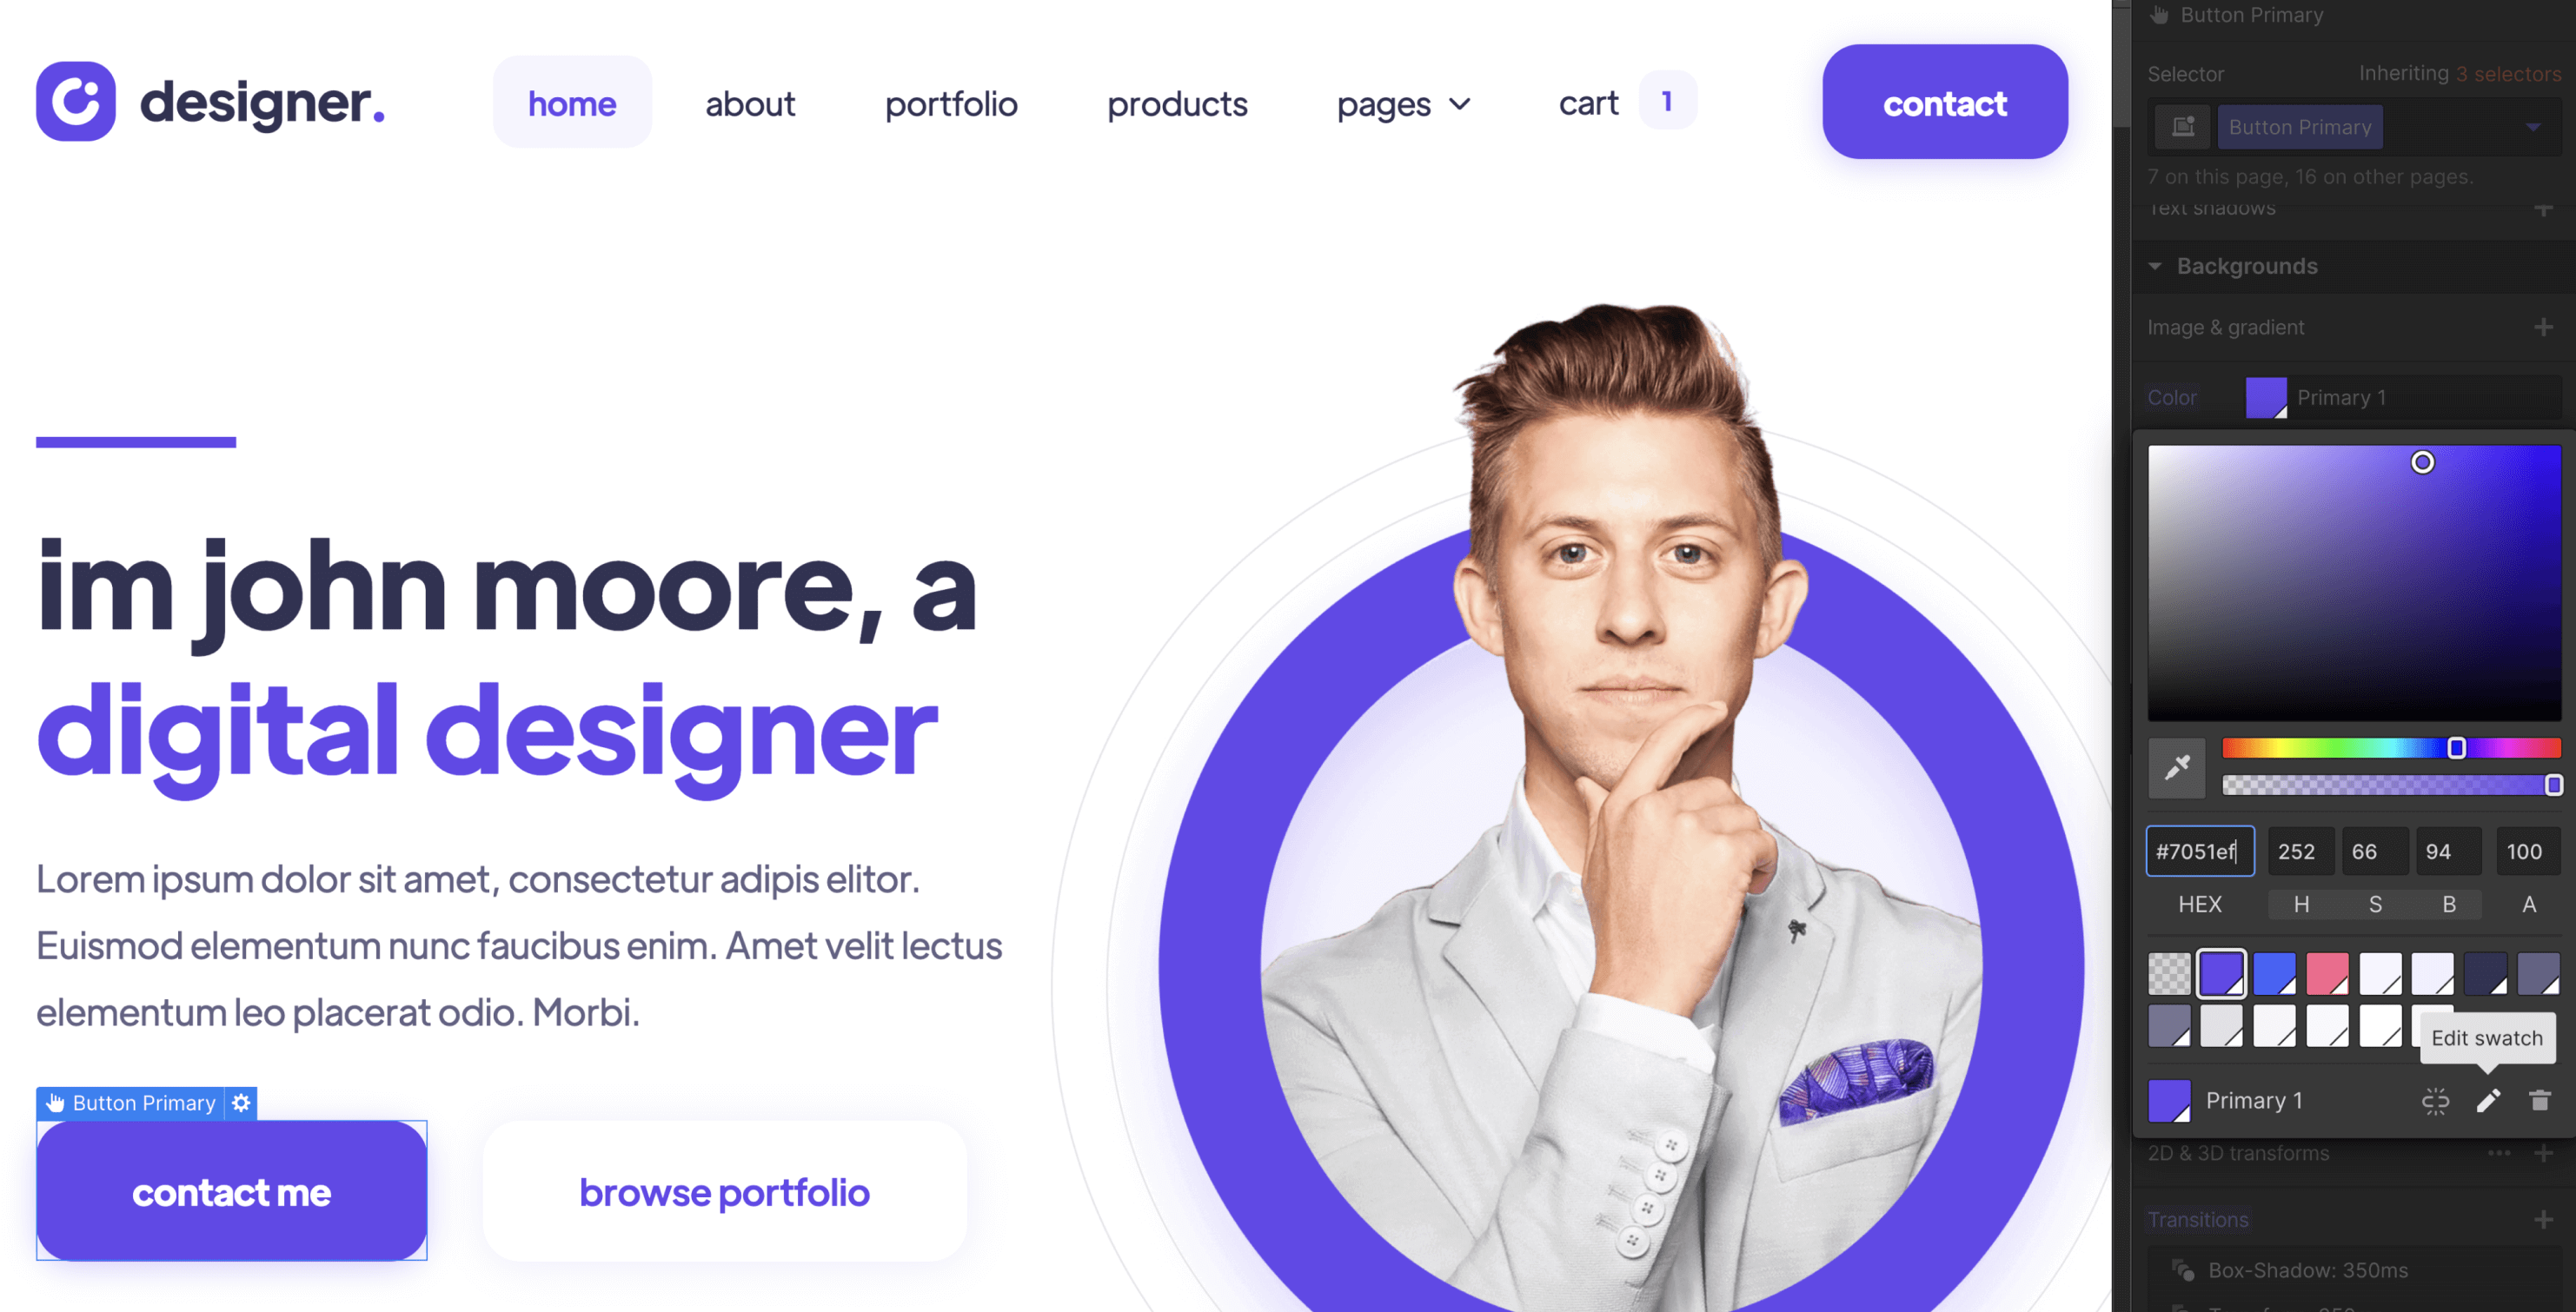 designer.
home
about
portfolio
products
pages
cart 1
contact
im john moore, a
digital designer
Lorem ipsum dolor sit amet, consectetur adipis elitor.
Euismod elementum nunc faucibus enim. Amet velit lectus
elementum leo placerat odio. Morbi.
Button Primary
contact me
browse portfolio
Button Primary
Selector
Inheriting 3 selectors
Button Primary
7 on this page, 16 on other pages.
Text shadows
Backgrounds
Image & gradient
Color
Primary 1
#7051ef 252 66 94 100
HEX H S B A
Edit swatch
Primary 1
2D & 3D transforms
Transitions
Box-Shadow: 350ms